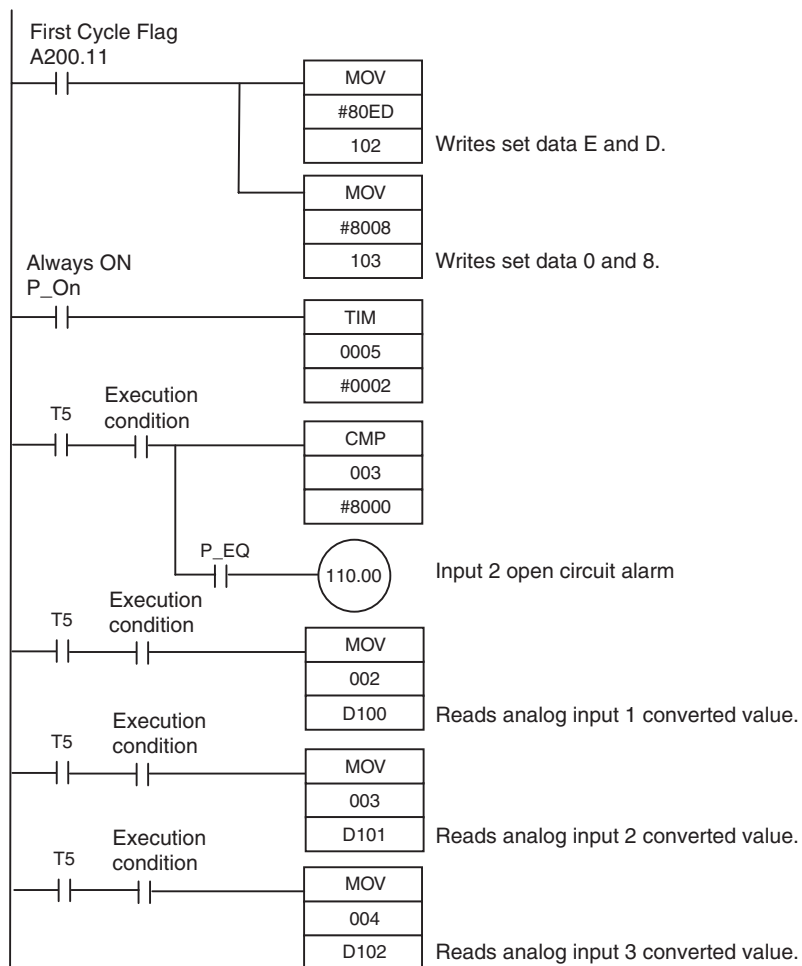 First Cycle Flag
A200.11
MOV
#80ED
102
Writes set data E and D.
MOV
#8008
103
Writes set data 0 and 8.
Always ON
P_On
TIM
0005
#0002
T5
Execution
condition
CMP
003
#8000
P_EQ
110.00
Input 2 open circuit alarm
T5
Execution
condition
MOV
002
D100
Reads analog input 1 converted value.
T5
Execution
condition
MOV
003
D101
Reads analog input 2 converted value.
T5
Execution
condition
MOV
004
D102
Reads analog input 3 converted value.